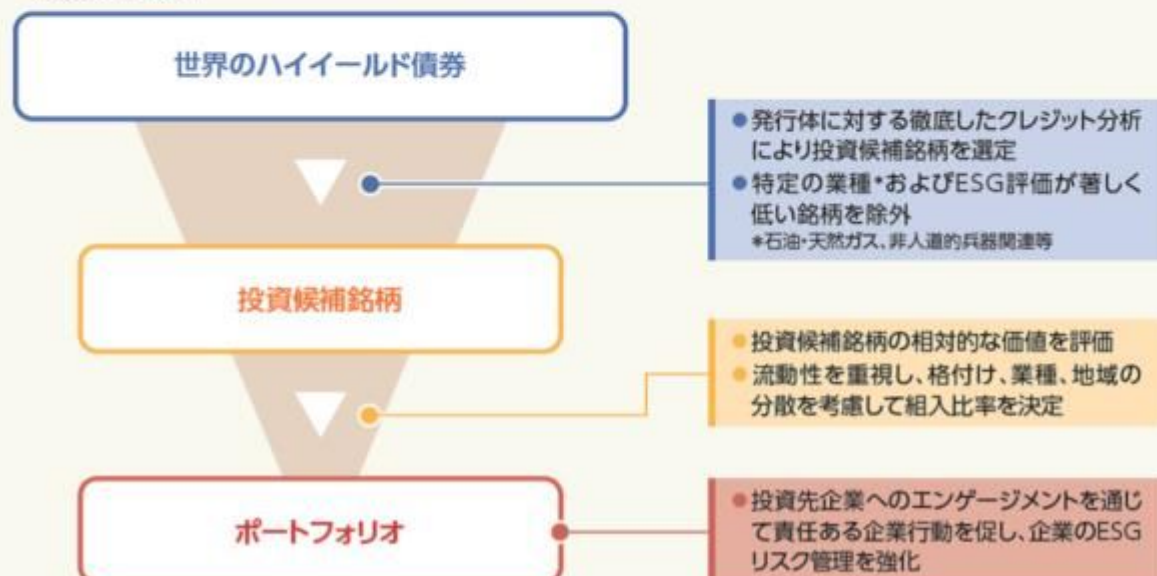 世界のハイイールド債券
●発行体に対する徹底したクレジット分析
により投資候補銘柄を選定
●特定の業種*およびESG評価が著しく
低い銘柄を除外
*石油・天然ガス、非人道的兵器関連等
投資候補銘柄
●投資候補銘柄の相対的な価値を評価
●流動性を重視し、格付け、業種、地域の
分散を考慮して組入比率を決定
ポートフォリオ
●投資先企業へのエンゲージメントを通じ
て責任ある企業行動を促し、企業のESG
リスク管理を強化